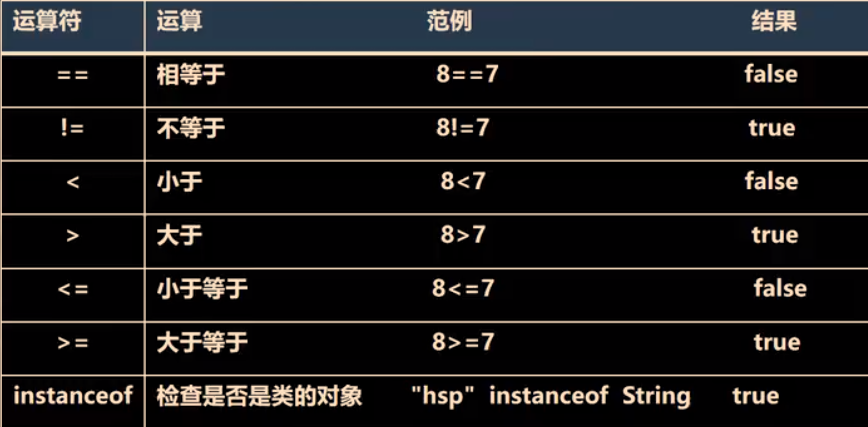 运算符 运算 范例 结果
== 相等于 8==7 false
!= 不等于 8!=7 true
< 小于 8<7 false
> 大于 8>7 true
<= 小于等于 8<=7 false
>= 大于等于 8>=7 true
instanceof 检查是否是类的对象 "hsp" instanceof String true